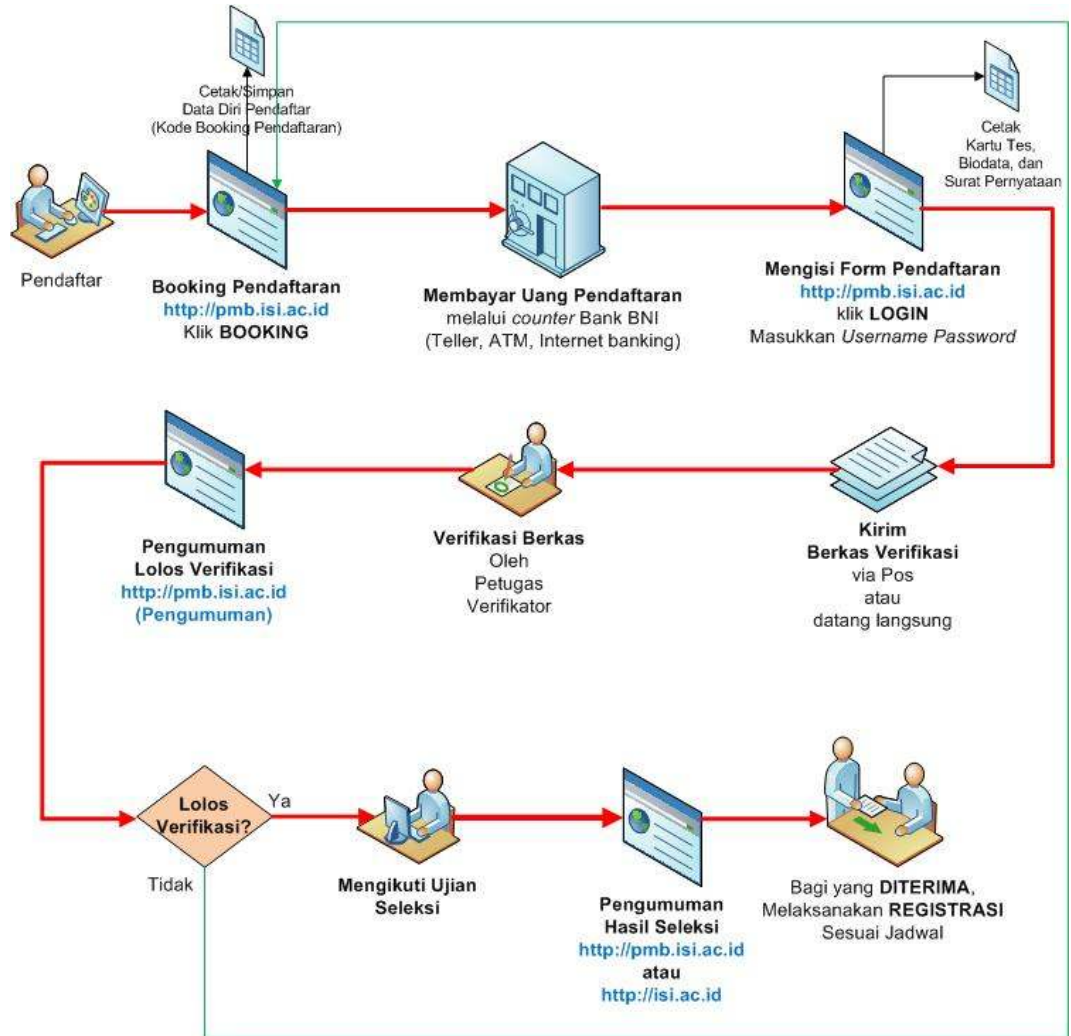 Cetak/Simpan
Data Diri Pendaftar
(Kode Booking Pendaftaran)
Cetak
Kartu Tes,
Biodata, dan
Surat Pernyataan
Pendaftar
Booking Pendaftaran
http://pmb.isi.ac.id
Klik BOOKING
Membayar Uang Pendaftaran
melalui counter Bank BNI
(Teller, ATM, Internet banking)
Mengisi Form Pendaftaran
http://pmb.isi.ac.id
klik LOGIN
Masukkan Username Password
Pengumuman
Lolos Verifikasi
http://pmb.isi.ac.id
(Pengumuman)
Verifikasi Berkas
Oleh
Petugas
Verifikator
Kirim
Berkas Verifikasi
via Pos
atau
datang langsung
Lolos
Verifikasi?
Ya
Tidak
Mengikuti Ujian
Seleksi
Pengumuman
Hasil Seleksi
http://pmb.isi.ac.id
atau
http://isi.ac.id
Bagi yang DITERIMA,
Melaksanakan REGISTRASI
Sesuai Jadwal